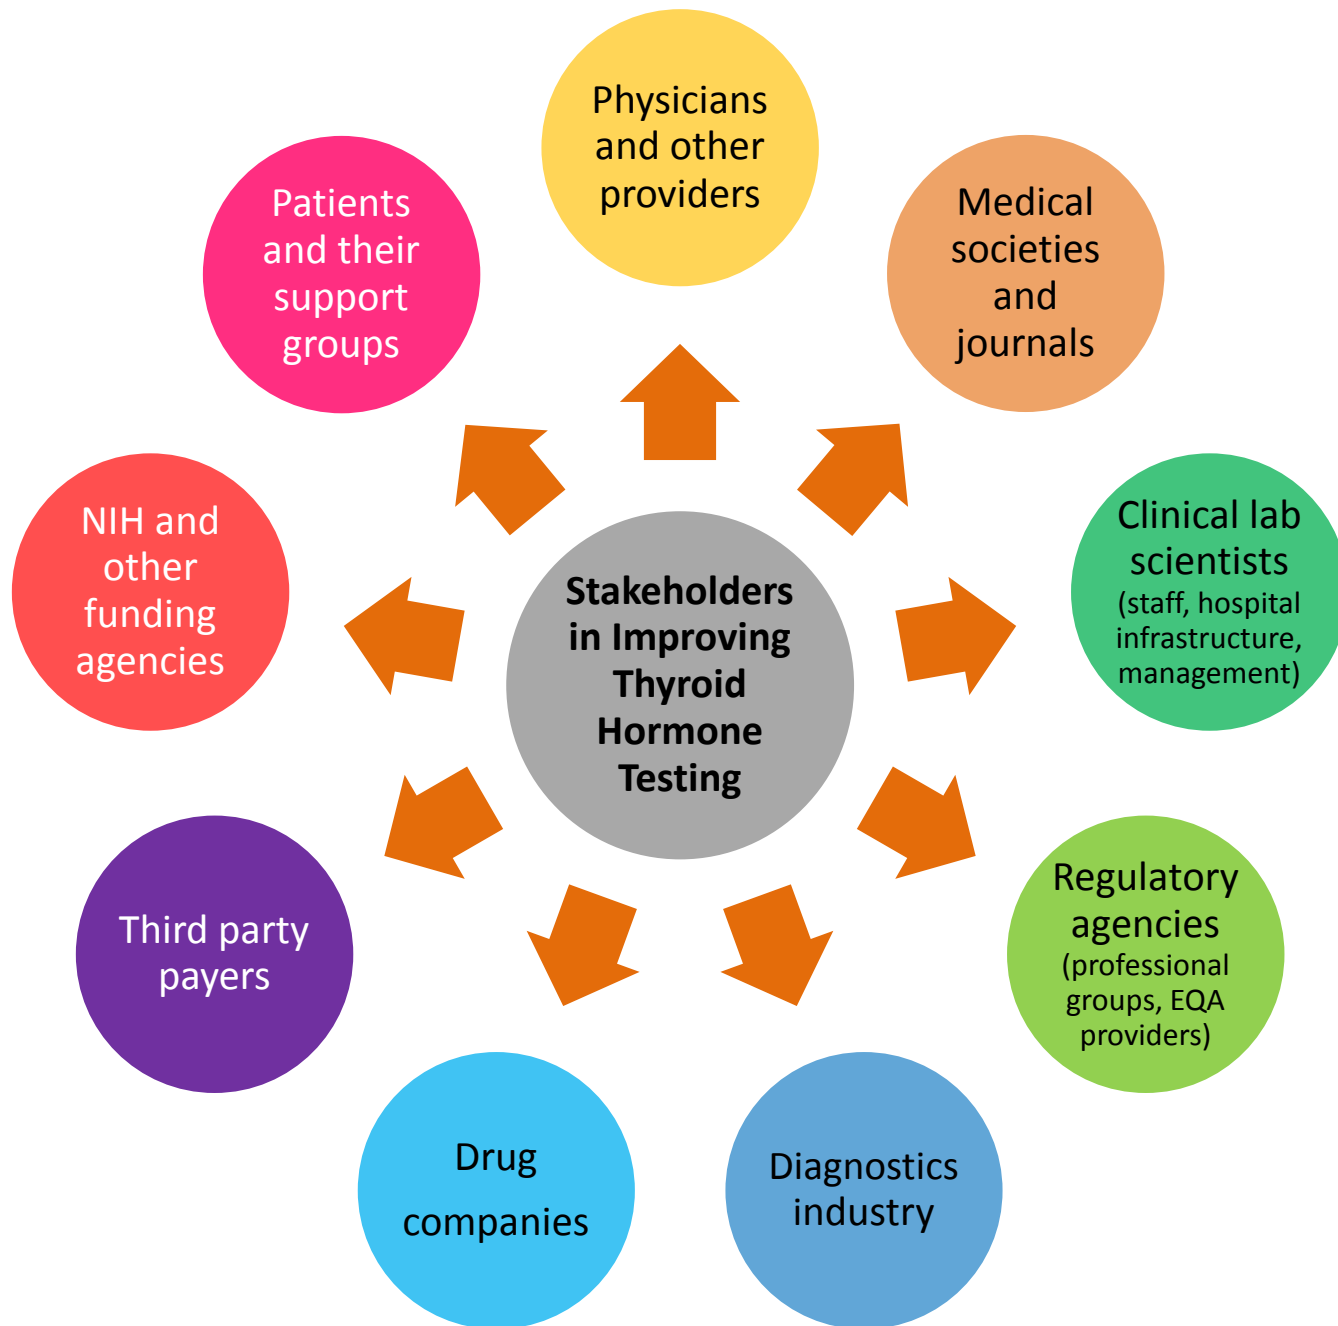 Physicians
and other
providers
Medical
societies
and
journals
Clinical lab
scientists
(staff, hospital
infrastructure,
management)
Regulatory
agencies
(professional
groups, EQA
providers)
Diagnostics
industry
Drug
companies
Third party
payers
NIH and
other
funding
agencies
Patients
and their
support
groups
Stakeholders
in Improving
Thyroid
Hormone
Testing